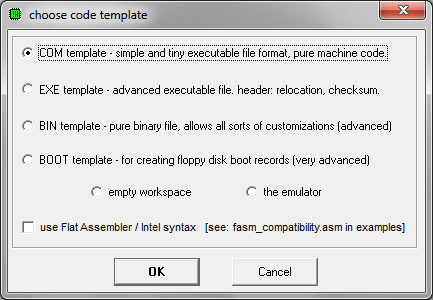 choose code template
COM template - simple and tiny executable file format, pure machine code.
EXE template - advanced executable file. header: relocation, checksum.
BIN template - pure binary file, allows all sorts of customizations (advanced)
BOOT template - for creating floppy disk boot records (very advanced)
empty workspace the emulator
use Flat Assembler / Intel syntax [see: fasm_compatibility.asm in examples]
OK Cancel